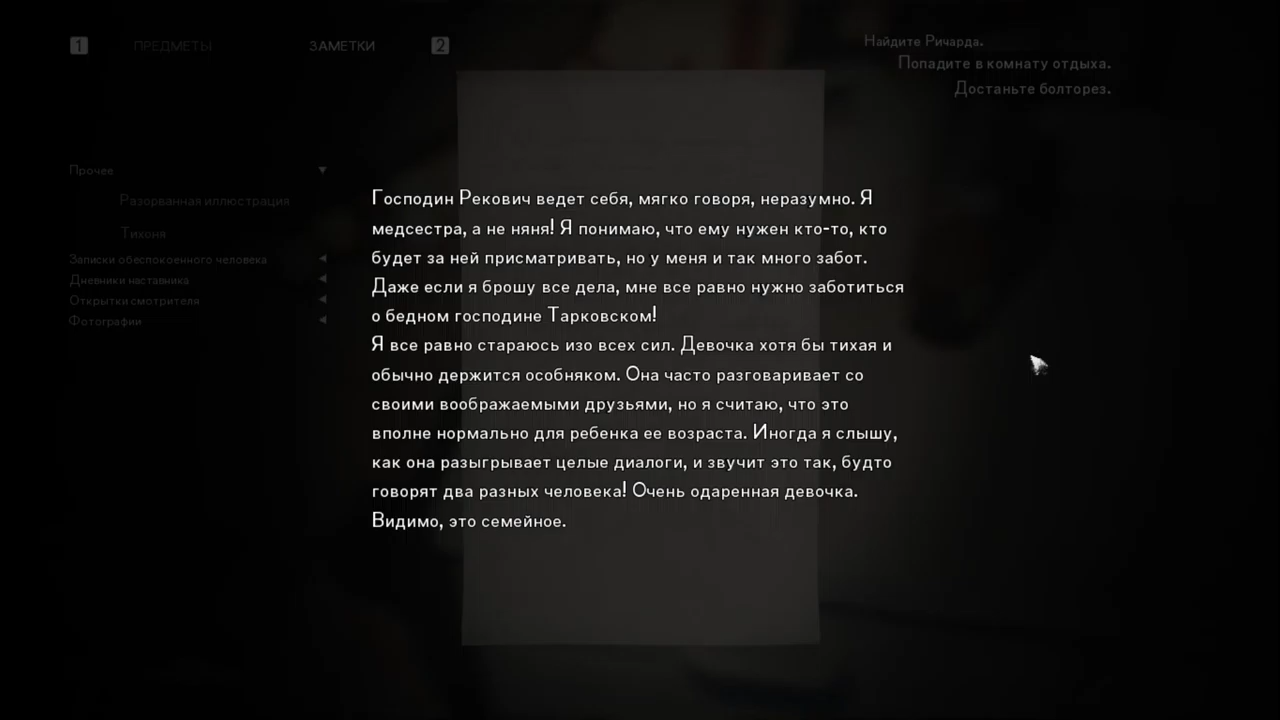 1 ПРЕДМЕТЫ ЗАМЕТКИ 2
Найдите Ричарда.
Попадите в комнату отдыха.
Достаньте болторез.
Прочее
Разорванная иллюстрация
Тихоня
Записки обеспокоенного человека
Дневники наставника
Открытки смотрителя
Фотографии
Господин Рекович ведет себя, мягко говоря, неразумно. Я
медсестра, а не няня! Я понимаю, что ему нужен кто-то, кто
будет за ней присматривать, но у меня и так много забот.
Даже если я брошу все дела, мне все равно нужно заботиться
о бедном господине Тарковском!
Я все равно стараюсь изо всех сил. Девочка хотя бы тихая и
обычно держится особняком. Она часто разговаривает со
своими воображаемыми друзьями, но я считаю, что это
вполне нормально для ребенка ее возраста. Иногда я слышу,
как она разыгрывает целые диалоги, и звучит это так, будто
говорят два разных человека! Очень одаренная девочка.
Видимо, это семейное.